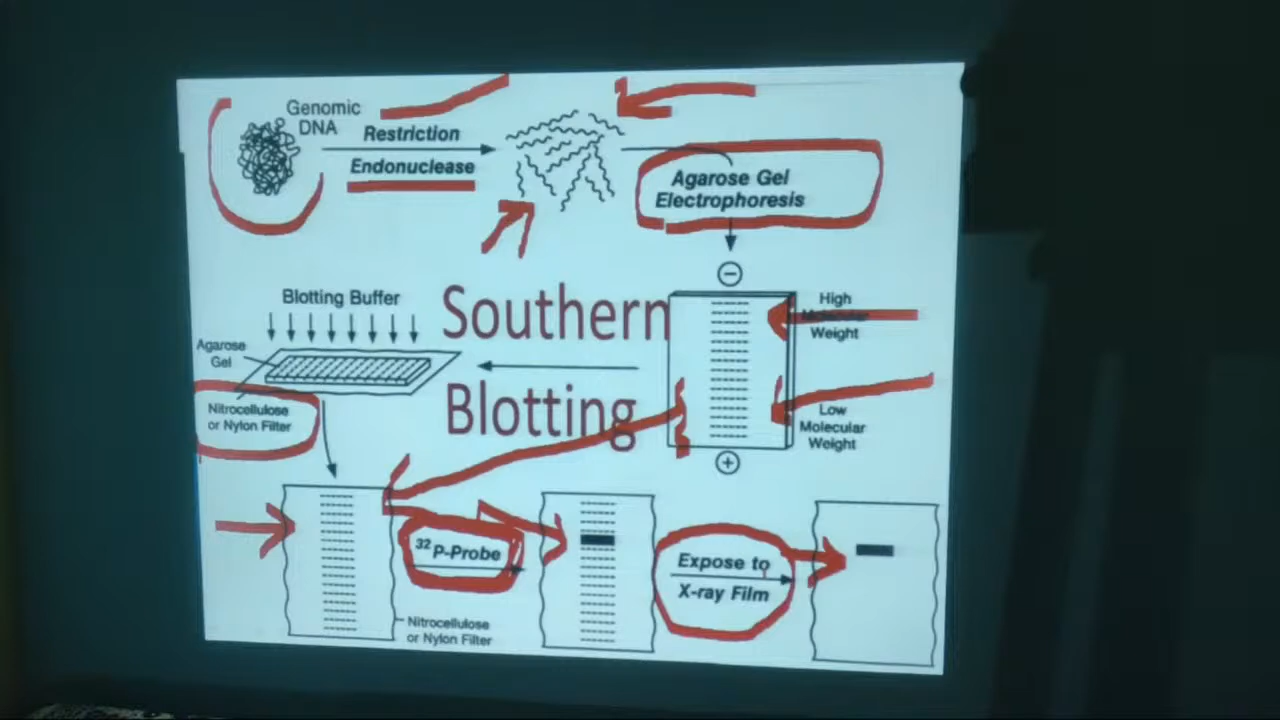 Genomic
DNA
Restriction
Endonuclease
Agarose Gel
Electrophoresis
−
High
Molecular
Weight
Low
Molecular
Weight
+
Southern
Blotting
Blotting Buffer
Agarose
Gel
Nitrocellulose
or Nylon Filter
32P-Probe
Nitrocellulose
or Nylon Filter
Expose to
X-ray Film